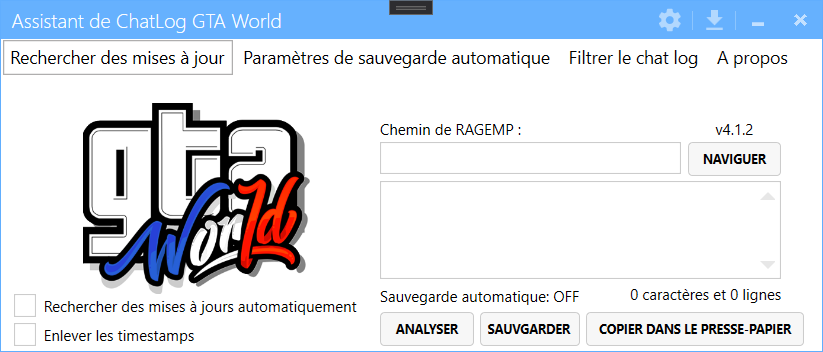 Assistant de ChatLog GTA World
Rechercher des mises à jour Paramètres de sauvegarde automatique Filtrer le chat log A propos
gta
World
Chemin de RAGEMP : v4.1.2
NAVIGUER
Sauvegarde automatique: OFF 0 caractères et 0 lignes
Rechercher des mises à jours automatiquement
Enlever les timestamps
ANALYSER SAUVGARDER COPIER DANS LE PRESSE-PAPIER